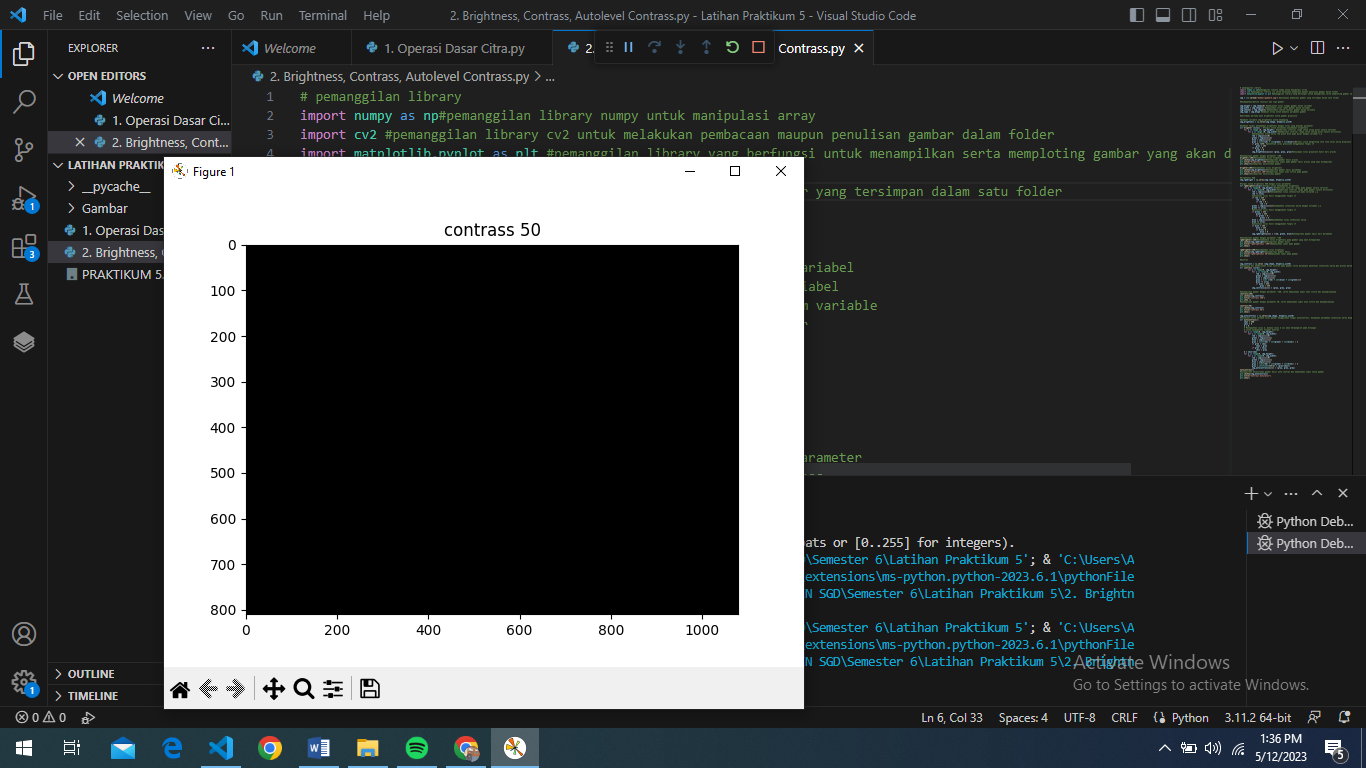 File Edit Selection View Go Run Terminal Help
2. Brightness, Contrass, Autolevel Contrass.py - Latihan Praktikum 5 - Visual Studio Code
EXPLORER
Welcome
1. Operasi Dasar Citra.py
2.
Contrass.py
OPEN EDITORS
Welcome
1. Operasi Dasar Ci...
2. Brightness, Cont...
LATIHAN PRAKTIK
__pycache__
Gambar
1. Operasi Das
2. Brightness,
PRAKTIKUM 5.
OUTLINE
TIMELINE
2. Brightness, Contrass, Autolevel Contrass.py > ...
1 # pemanggilan library
2 import numpy as np#pemanggilan library numpy untuk manipulasi array
3 import cv2 #pemanggilan library cv2 untuk melakukan pembacaan maupun penulisan gambar dalam folder
4 import matplotlib.pyplot as plt #pemanggilan library yang berfungsi untuk menampilkan serta memploting gambar yang akan d
r yang tersimpan dalam satu folder
ariabel
abel
m variable
r
arameter
Figure 1
contrass 50
0
100
200
300
400
500
600
700
800
0 200 400 600 800 1000
ats or [0..255] for integers).
\Semester 6\Latihan Praktikum 5'; & 'C:\Users\A
extensions\ms-python.python-2023.6.1\pythonFile
N SGD\Semester 6\Latihan Praktikum 5\2. Brightn
\Semester 6\Latihan Praktikum 5'; & 'C:\Users\A
extensions\ms-python.python-2023.6.1\pythonFile
N SGD\Semester 6\Latihan Praktikum 5\2. Brightn
Python Deb...
Python Deb...
Activate Windows
Go to Settings to activate Windows.
1
3
1
0 0
Ln 6, Col 33 Spaces: 4 UTF-8 CRLF Python 3.11.2 64-bit
1:36 PM
5/12/2023
5